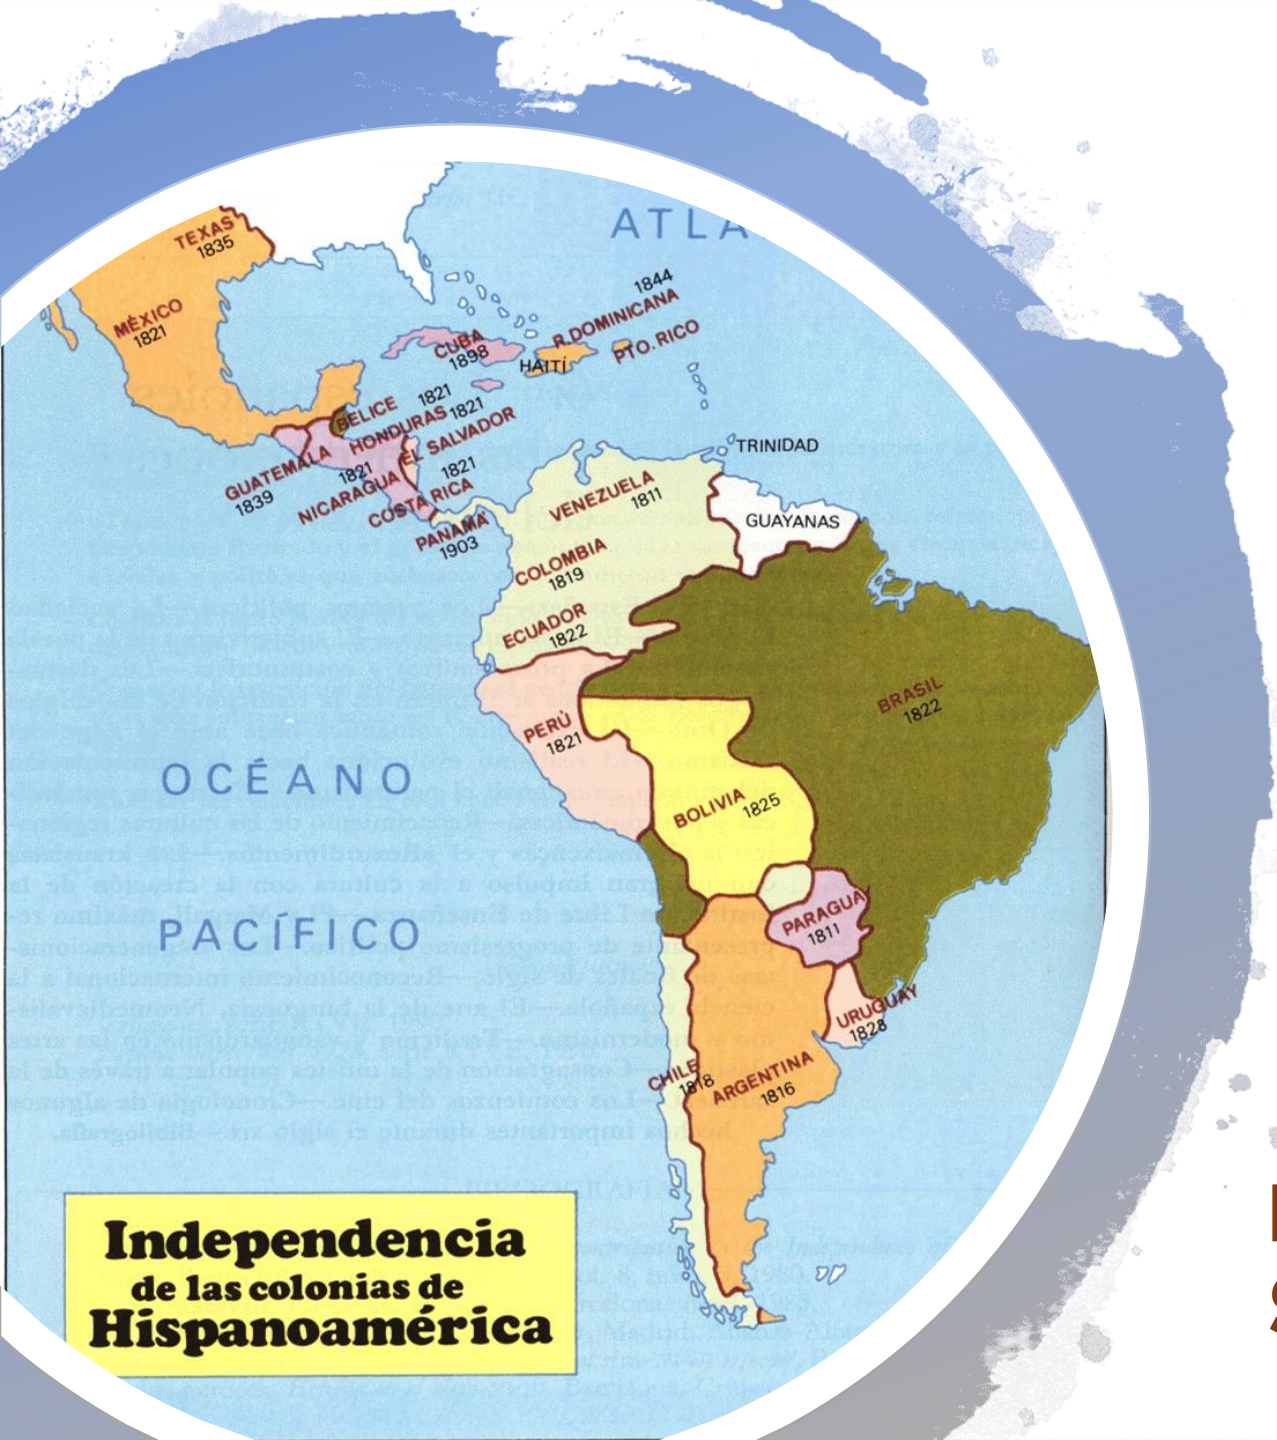 ATLA
TEXAS
1835
MÉXICO
1821
1844
R.DOMINICANA
PTO.RICO
CUBA
1898
HAITÍ
BELICE
1821
HONDURAS
1821
EL SALVADOR
1821
GUATEMALA
1839
1821
NICARAGUA
COSTA RICA
PANAMÁ
1903
TRINIDAD
VENEZUELA
1811
GUAYANAS
COLOMBIA
1819
ECUADOR
1822
BRASIL
1822
PERÙ
1821
OCÉANO
PACÍFICO
BOLIVIA 1825
PARAGUA
1811
URUGUAY
1828
CHILE
1818
ARGENTINA
1816
Independencia
de las colonias de
Hispanoamérica